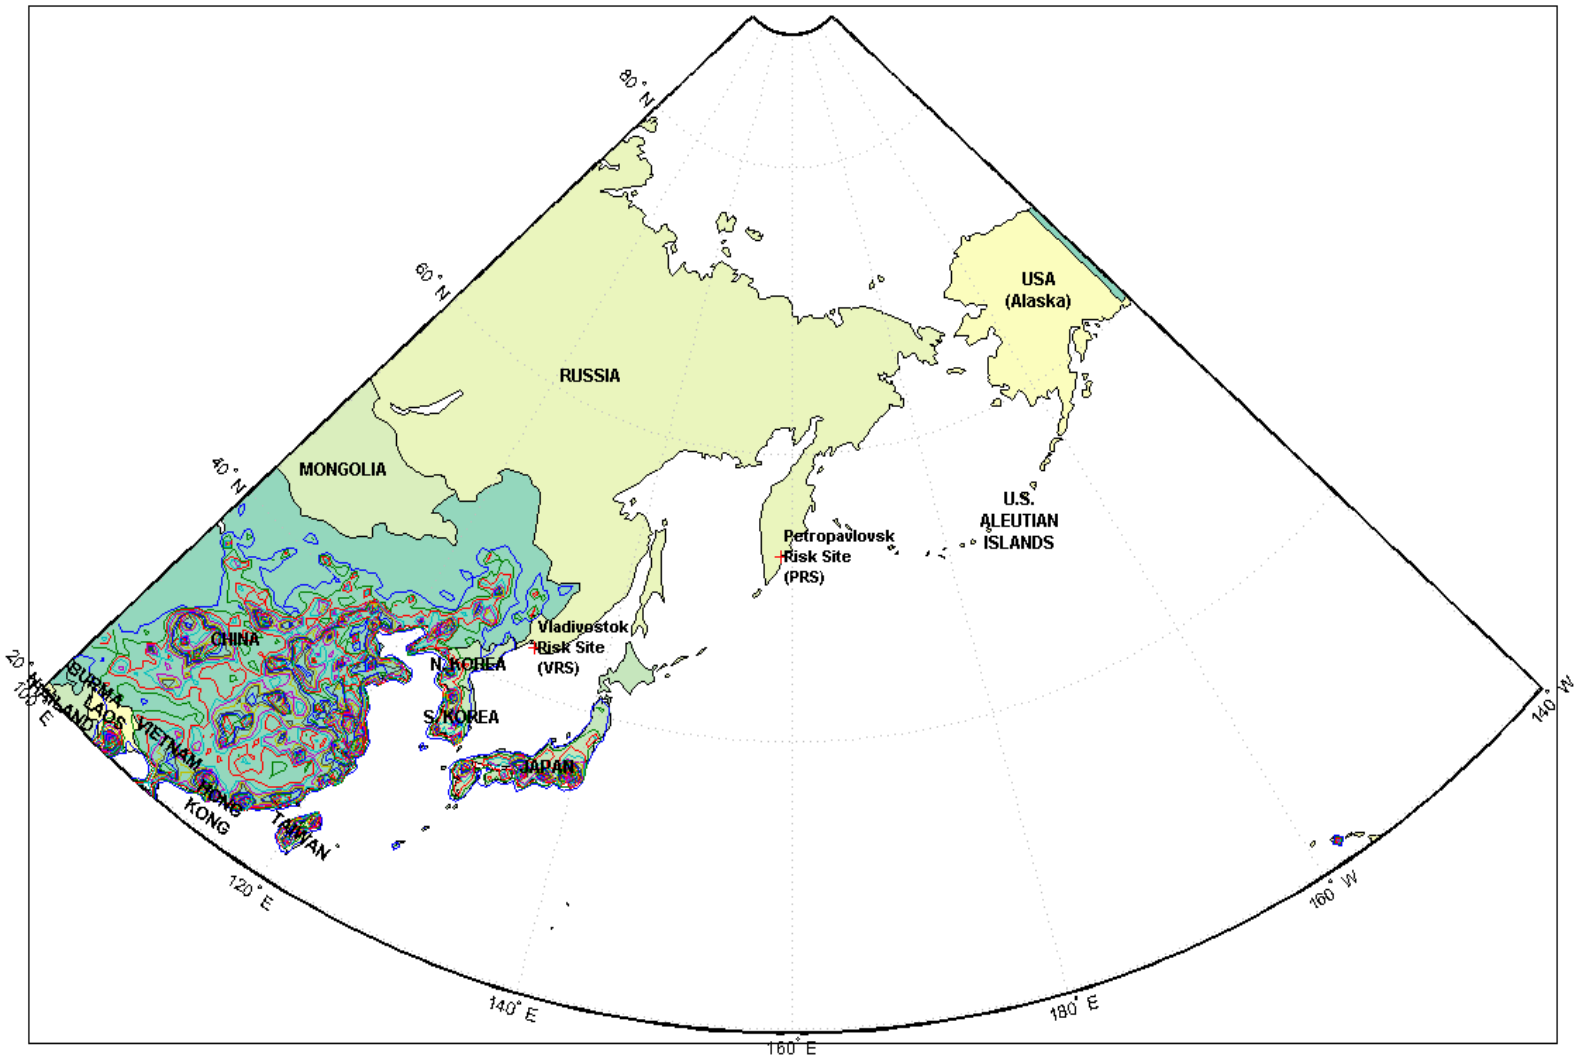 80° N
60° N
40° N
20° N
100° E
120° E
140° E
160° E
180° E
160° W
140° W
USA
(Alaska)
RUSSIA
MONGOLIA
U.S.
ALEUTIAN
ISLANDS
Petropavlovsk
Risk Site
(PRS)
Vladivostok
Risk Site
(VRS)
CHINA
N. KOREA
S. KOREA
JAPAN
BURMA
LAOS
VIETNAM
HONG
KONG
TAIWAN